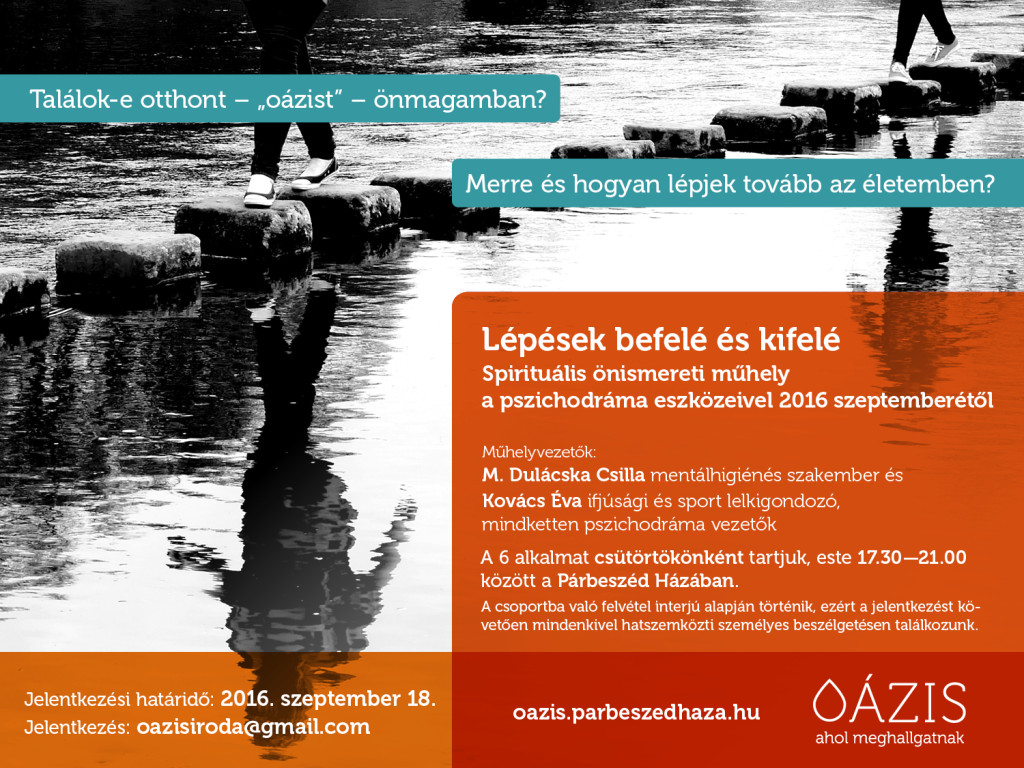 Találok-e otthont – „oázist” – önmagamban?
Merre és hogyan lépjek tovább az életemben?
Lépések befelé és kifelé
Spirituális önismereti műhely
a pszichodráma eszközeivel 2016 szeptemberétől
Műhelyvezetők:
M. Dulácska Csilla mentálhigiénés szakember és
Kovács Éva ifjúsági és sport lelkigondozó,
mindketten pszichodráma vezetők
A 6 alkalmat csütörtökönként tartjuk, este 17.30—21.00
között a Párbeszéd Házában.
A csoportba való felvétel interjú alapján történik, ezért a jelentkezést kö-
vetően mindenkivel hatszemközti személyes beszélgetésen találkozunk.
Jelentkezési határidő: 2016. szeptember 18.
Jelentkezés: oazisiroda@gmail.com
oazis.parbeszedhaza.hu
OÁZIS
ahol meghallgatnak